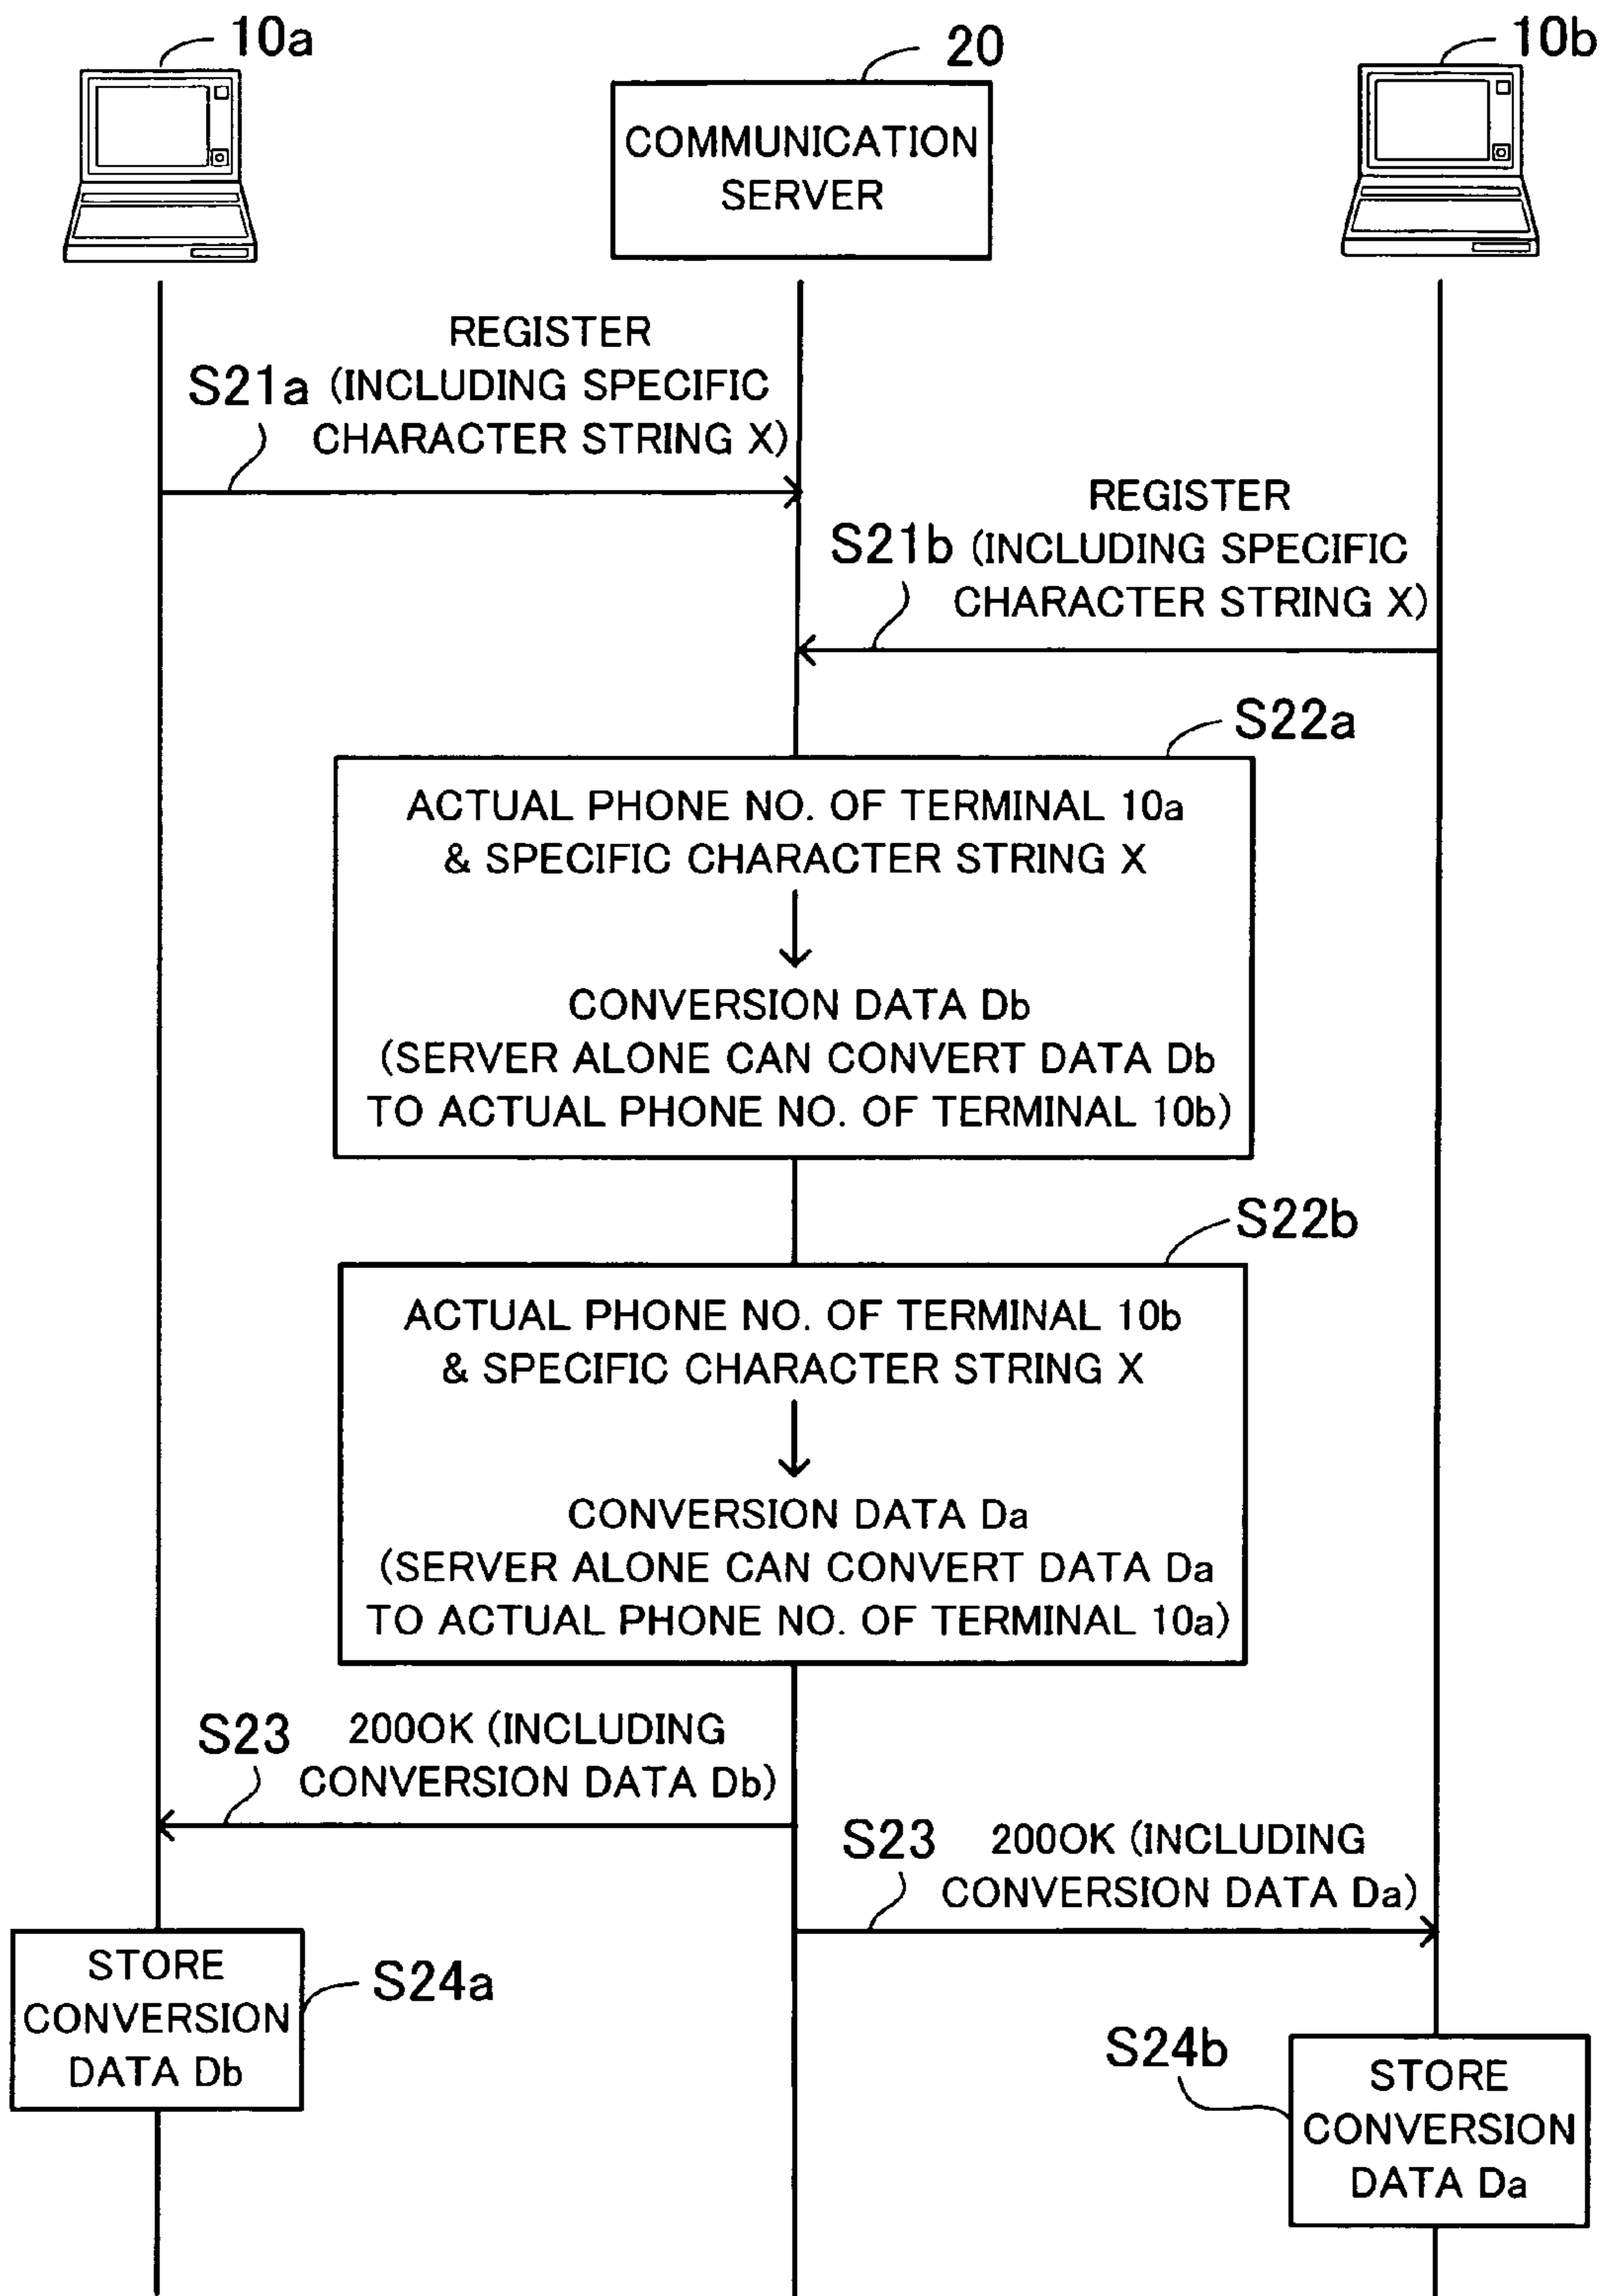 10a
20
10b
COMMUNICATION
SERVER
REGISTER
S21a (INCLUDING SPECIFIC
CHARACTER STRING X)
REGISTER
S21b (INCLUDING SPECIFIC
CHARACTER STRING X)
S22a
ACTUAL PHONE NO. OF TERMINAL 10a
& SPECIFIC CHARACTER STRING X
CONVERSION DATA Db
(SERVER ALONE CAN CONVERT DATA Db
TO ACTUAL PHONE NO. OF TERMINAL 10b)
S22b
ACTUAL PHONE NO. OF TERMINAL 10b
& SPECIFIC CHARACTER STRING X
CONVERSION DATA Da
(SERVER ALONE CAN CONVERT DATA Da
TO ACTUAL PHONE NO. OF TERMINAL 10a)
S23 200OK (INCLUDING
CONVERSION DATA Db)
S23 200OK (INCLUDING
CONVERSION DATA Da)
STORE
CONVERSION
DATA Db
S24a
S24b
STORE
CONVERSION
DATA Da